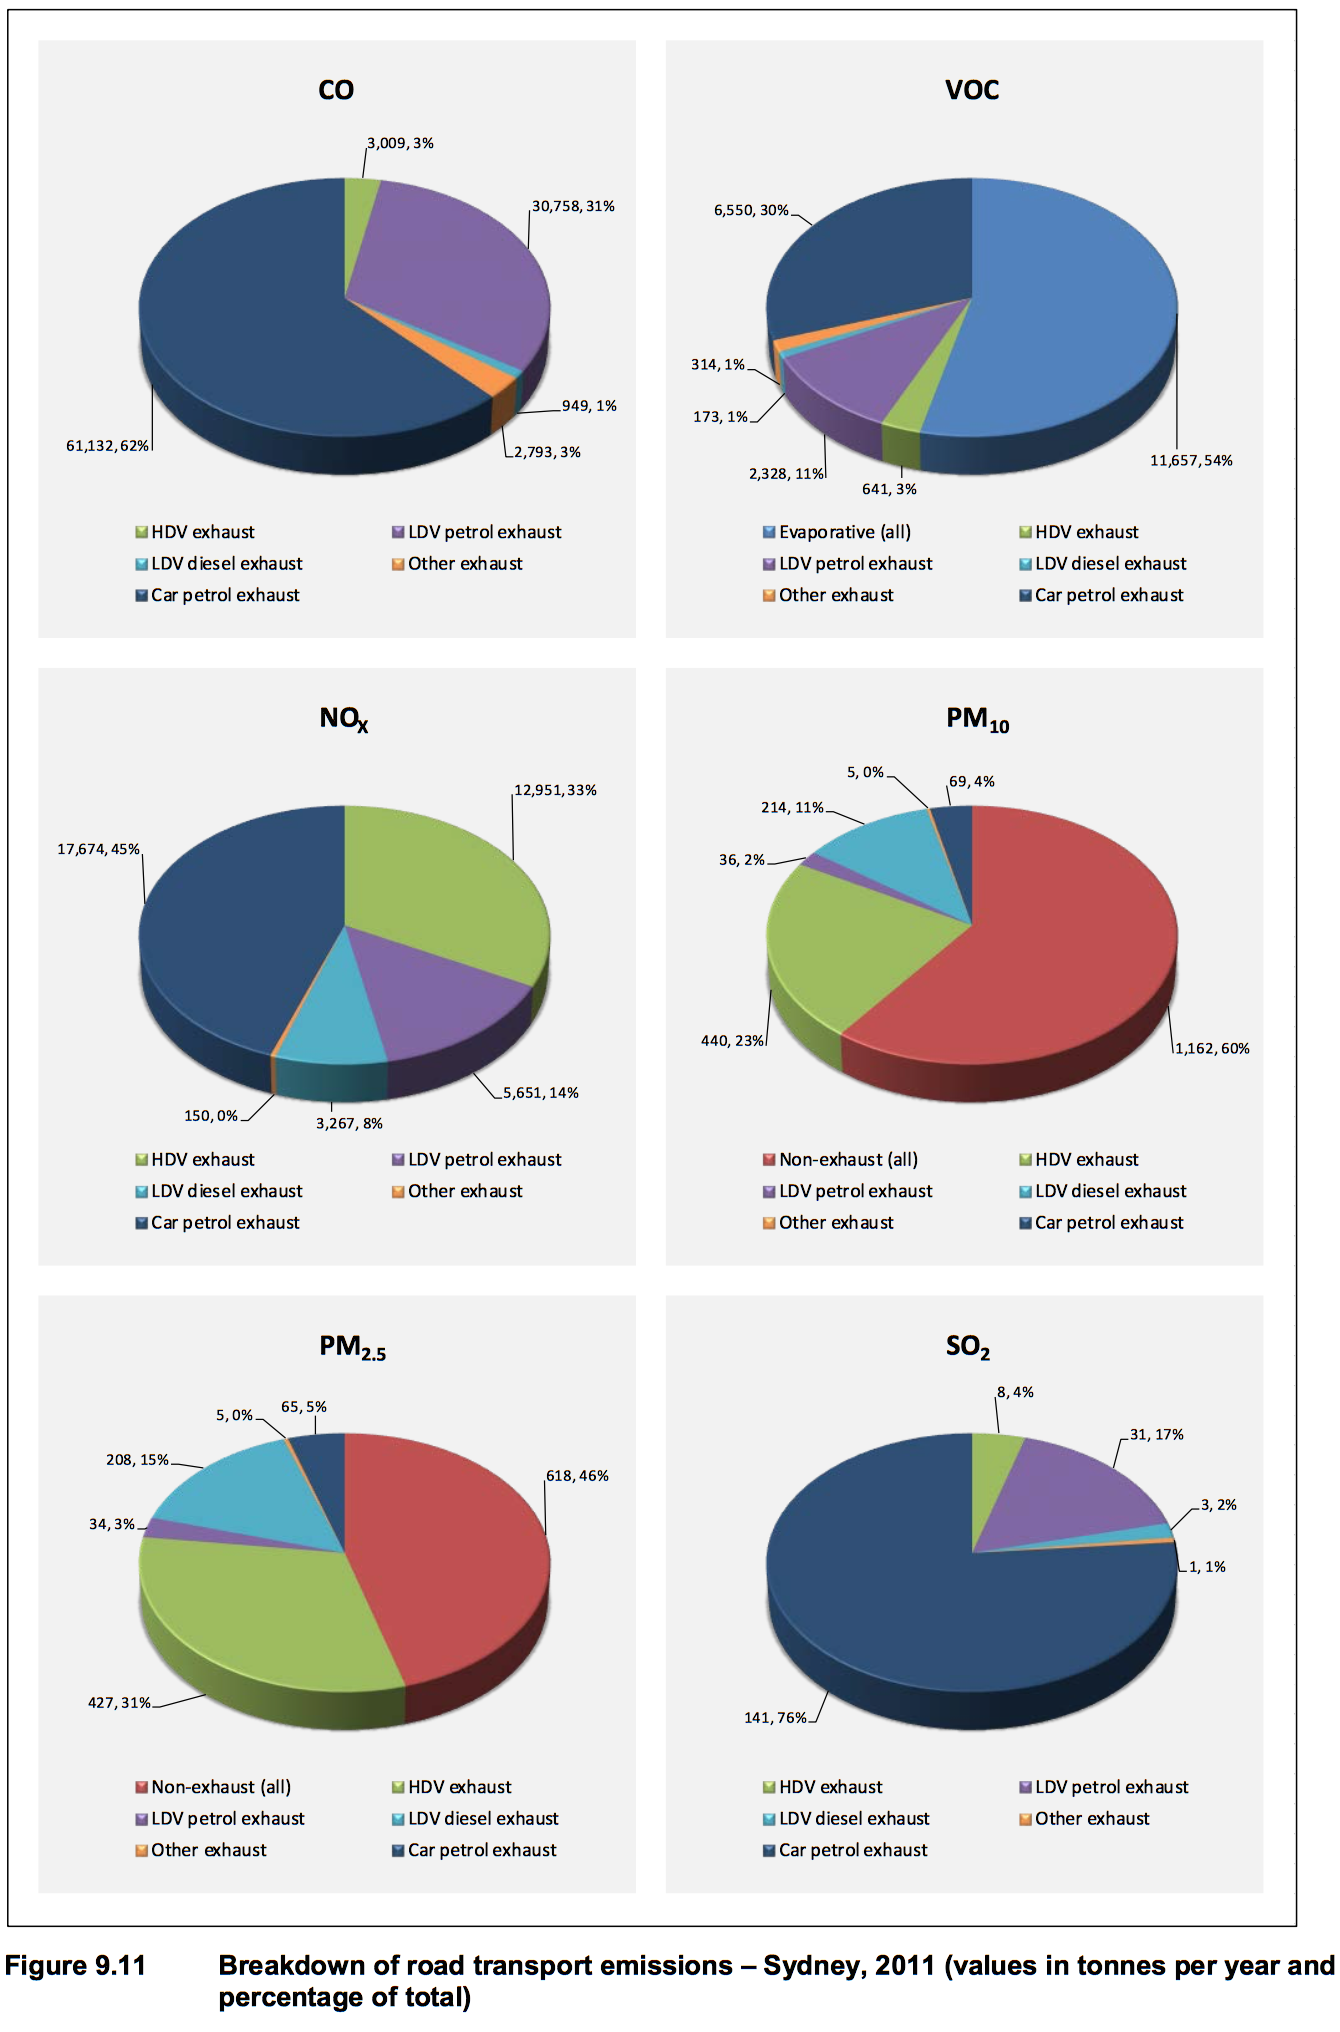 CO
3,009, 3%
30,758, 31%
949, 1%
2,793, 3%
61,132, 62%
HDV exhaust
LDV petrol exhaust
LDV diesel exhaust
Other exhaust
Car petrol exhaust
VOC
6,550, 30%
314, 1%
173, 1%
2,328, 11%
641, 3%
11,657, 54%
Evaporative (all)
HDV exhaust
LDV petrol exhaust
LDV diesel exhaust
Other exhaust
Car petrol exhaust
NOX
12,951, 33%
17,674, 45%
5,651, 14%
150, 0%
3,267, 8%
HDV exhaust
LDV petrol exhaust
LDV diesel exhaust
Other exhaust
Car petrol exhaust
PM10
5, 0%
69, 4%
214, 11%
36, 2%
440, 23%
1,162, 60%
Non-exhaust (all)
HDV exhaust
LDV petrol exhaust
LDV diesel exhaust
Other exhaust
Car petrol exhaust
PM2.5
65, 5%
5, 0%
208, 15%
618, 46%
34, 3%
427, 31%
Non-exhaust (all)
HDV exhaust
LDV petrol exhaust
LDV diesel exhaust
Other exhaust
Car petrol exhaust
SO2
8, 4%
31, 17%
3, 2%
1, 1%
141, 76%
HDV exhaust
LDV petrol exhaust
LDV diesel exhaust
Other exhaust
Car petrol exhaust
Figure 9.11 Breakdown of road transport emissions – Sydney, 2011 (values in tonnes per year and
percentage of total)